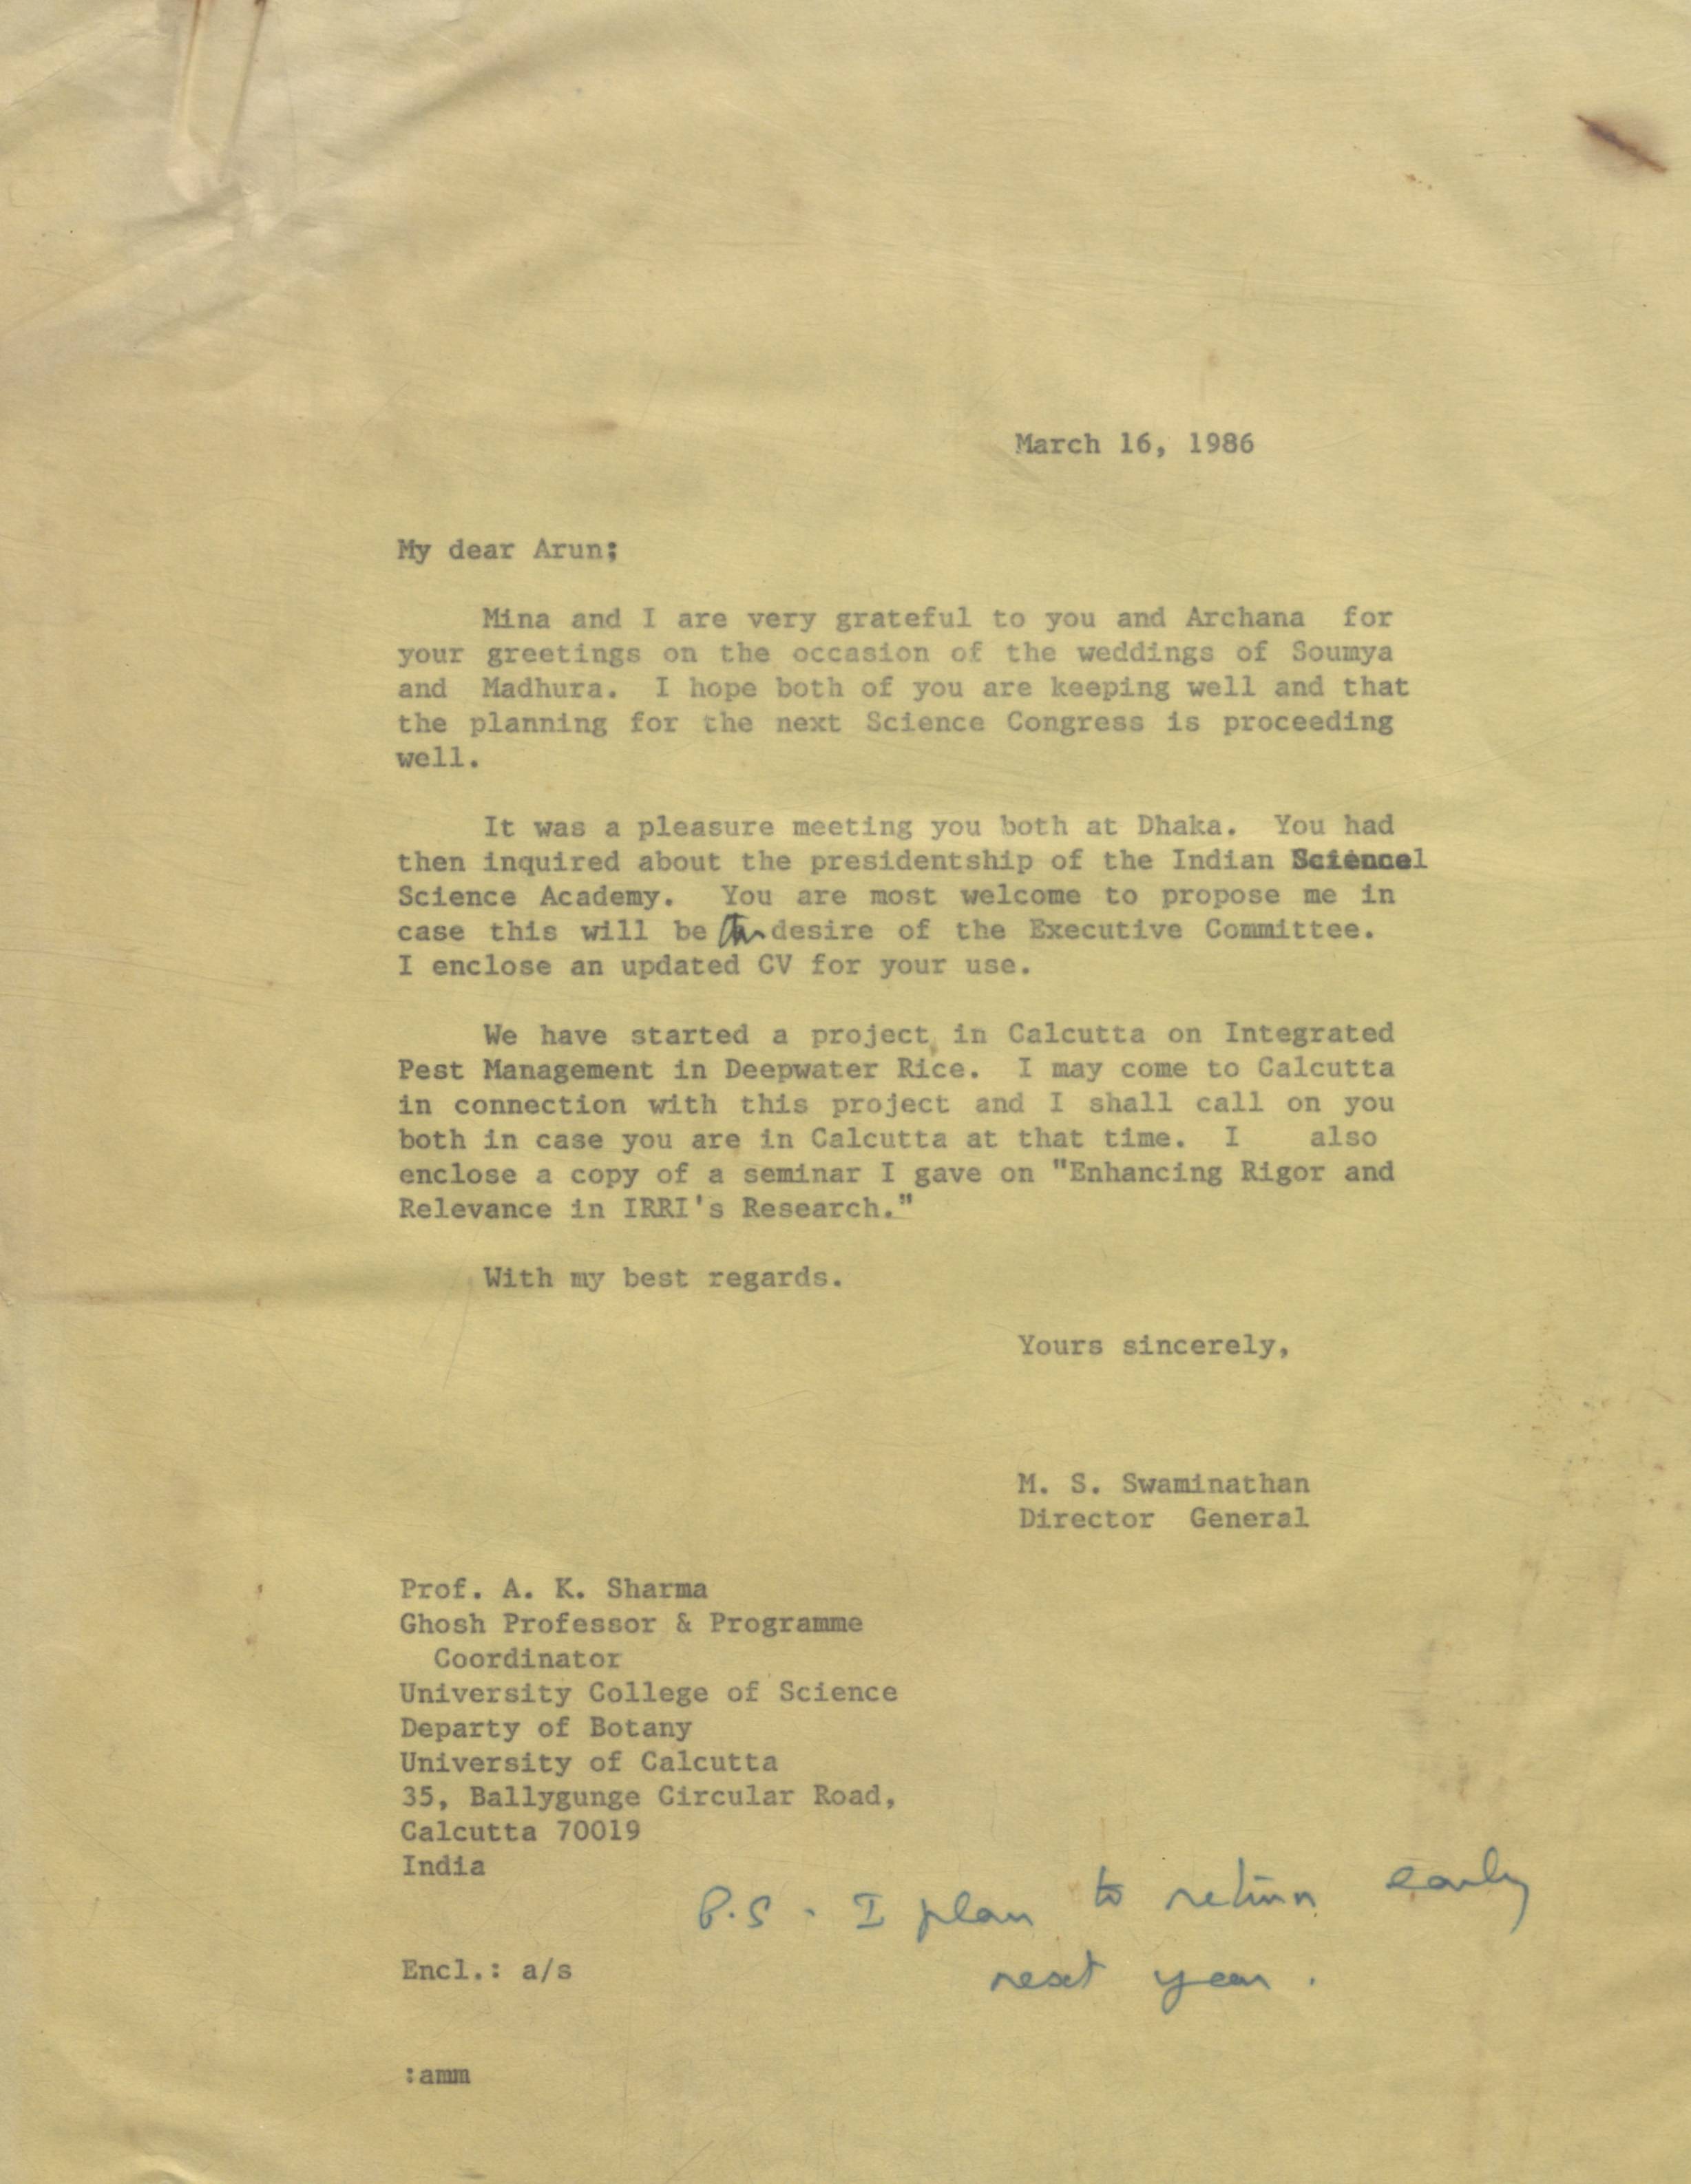 March 16, 1986
My dear Arun;
Mina and I are very grateful to you and Archana for
your greetings on the occasion of the weddings of Soumya
and Madhura. I hope both of you are keeping well and that
the planning for the next Science Congress is proceeding
well.
It was a pleasure meeting you both at Dhaka. You had
then inquired about the presidentship of the Indian
Science Academy. You are most welcome to propose me in
case this will be the desire of the Executive Committee.
I enclose an updated CV for your use.
We have started a project in Calcutta on Integrated
Pest Management in Deepwater Rice. I may come to Calcutta
in connection with this project and I shall call on you
both in case you are in Calcutta at that time. I also
enclose a copy of a seminar I gave on "Enhancing Rigor and
Relevance in IRRI's Research."
With my best regards.
Yours sincerely,
M. S. Swaminathan
Director General
Prof. A. K. Sharma
Ghosh Professor & Programme
Coordinator
University College of Science
Departy of Botany
University of Calcutta
35, Ballygunge Circular Road,
Calcutta 70019
India
P.S. I plan to return early
next year.
Encl.: a/s
:amm